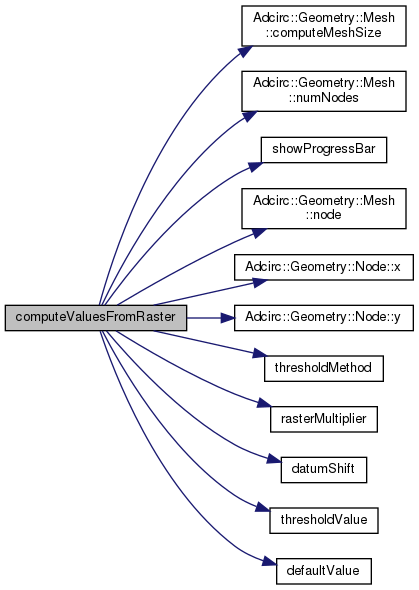 Adcirc::Geometry::Mesh
::computeMeshSize
Adcirc::Geometry::Mesh
::numNodes
showProgressBar
Adcirc::Geometry::Mesh
::node
Adcirc::Geometry::Node::x
computeValuesFromRaster
Adcirc::Geometry::Node::y
thresholdMethod
rasterMultiplier
datumShift
thresholdValue
defaultValue